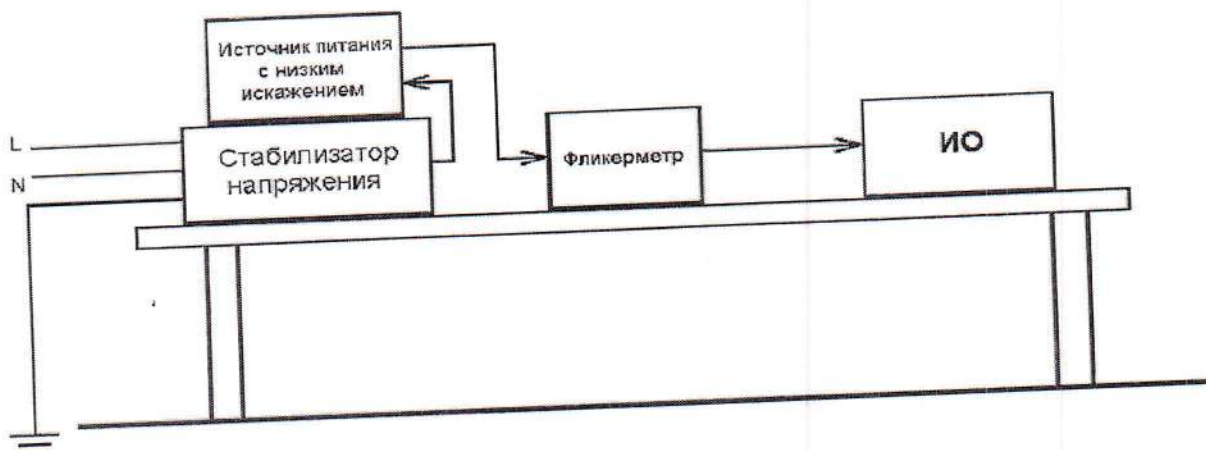 Источник питания
с низким
искажением
L
N
Стабилизатор
напряжения
Фликерметр
ИО